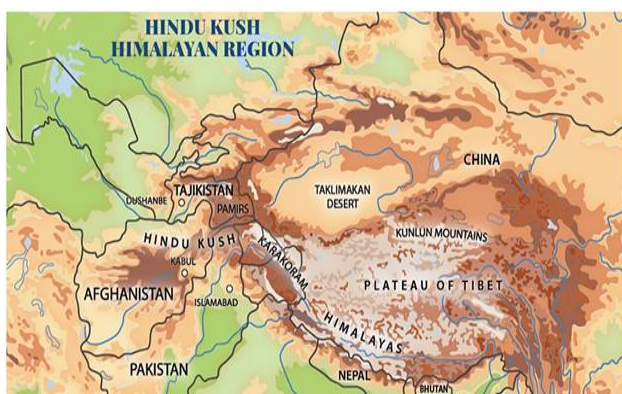 HINDU KUSH
HIMALAYAN REGION
CHINA
TAJIKISTAN
DUSHANBE
PAMIRS
TAKLIMAKAN
DESERT
KUNLUN MOUNTAINS
HINDU KUSH
KARAKORAM
KABUL
PLATEAU OF TIBET
AFGHANISTAN
ISLAMABAD
HIMALAYAS
PAKISTAN
NEPAL
BHUTAN